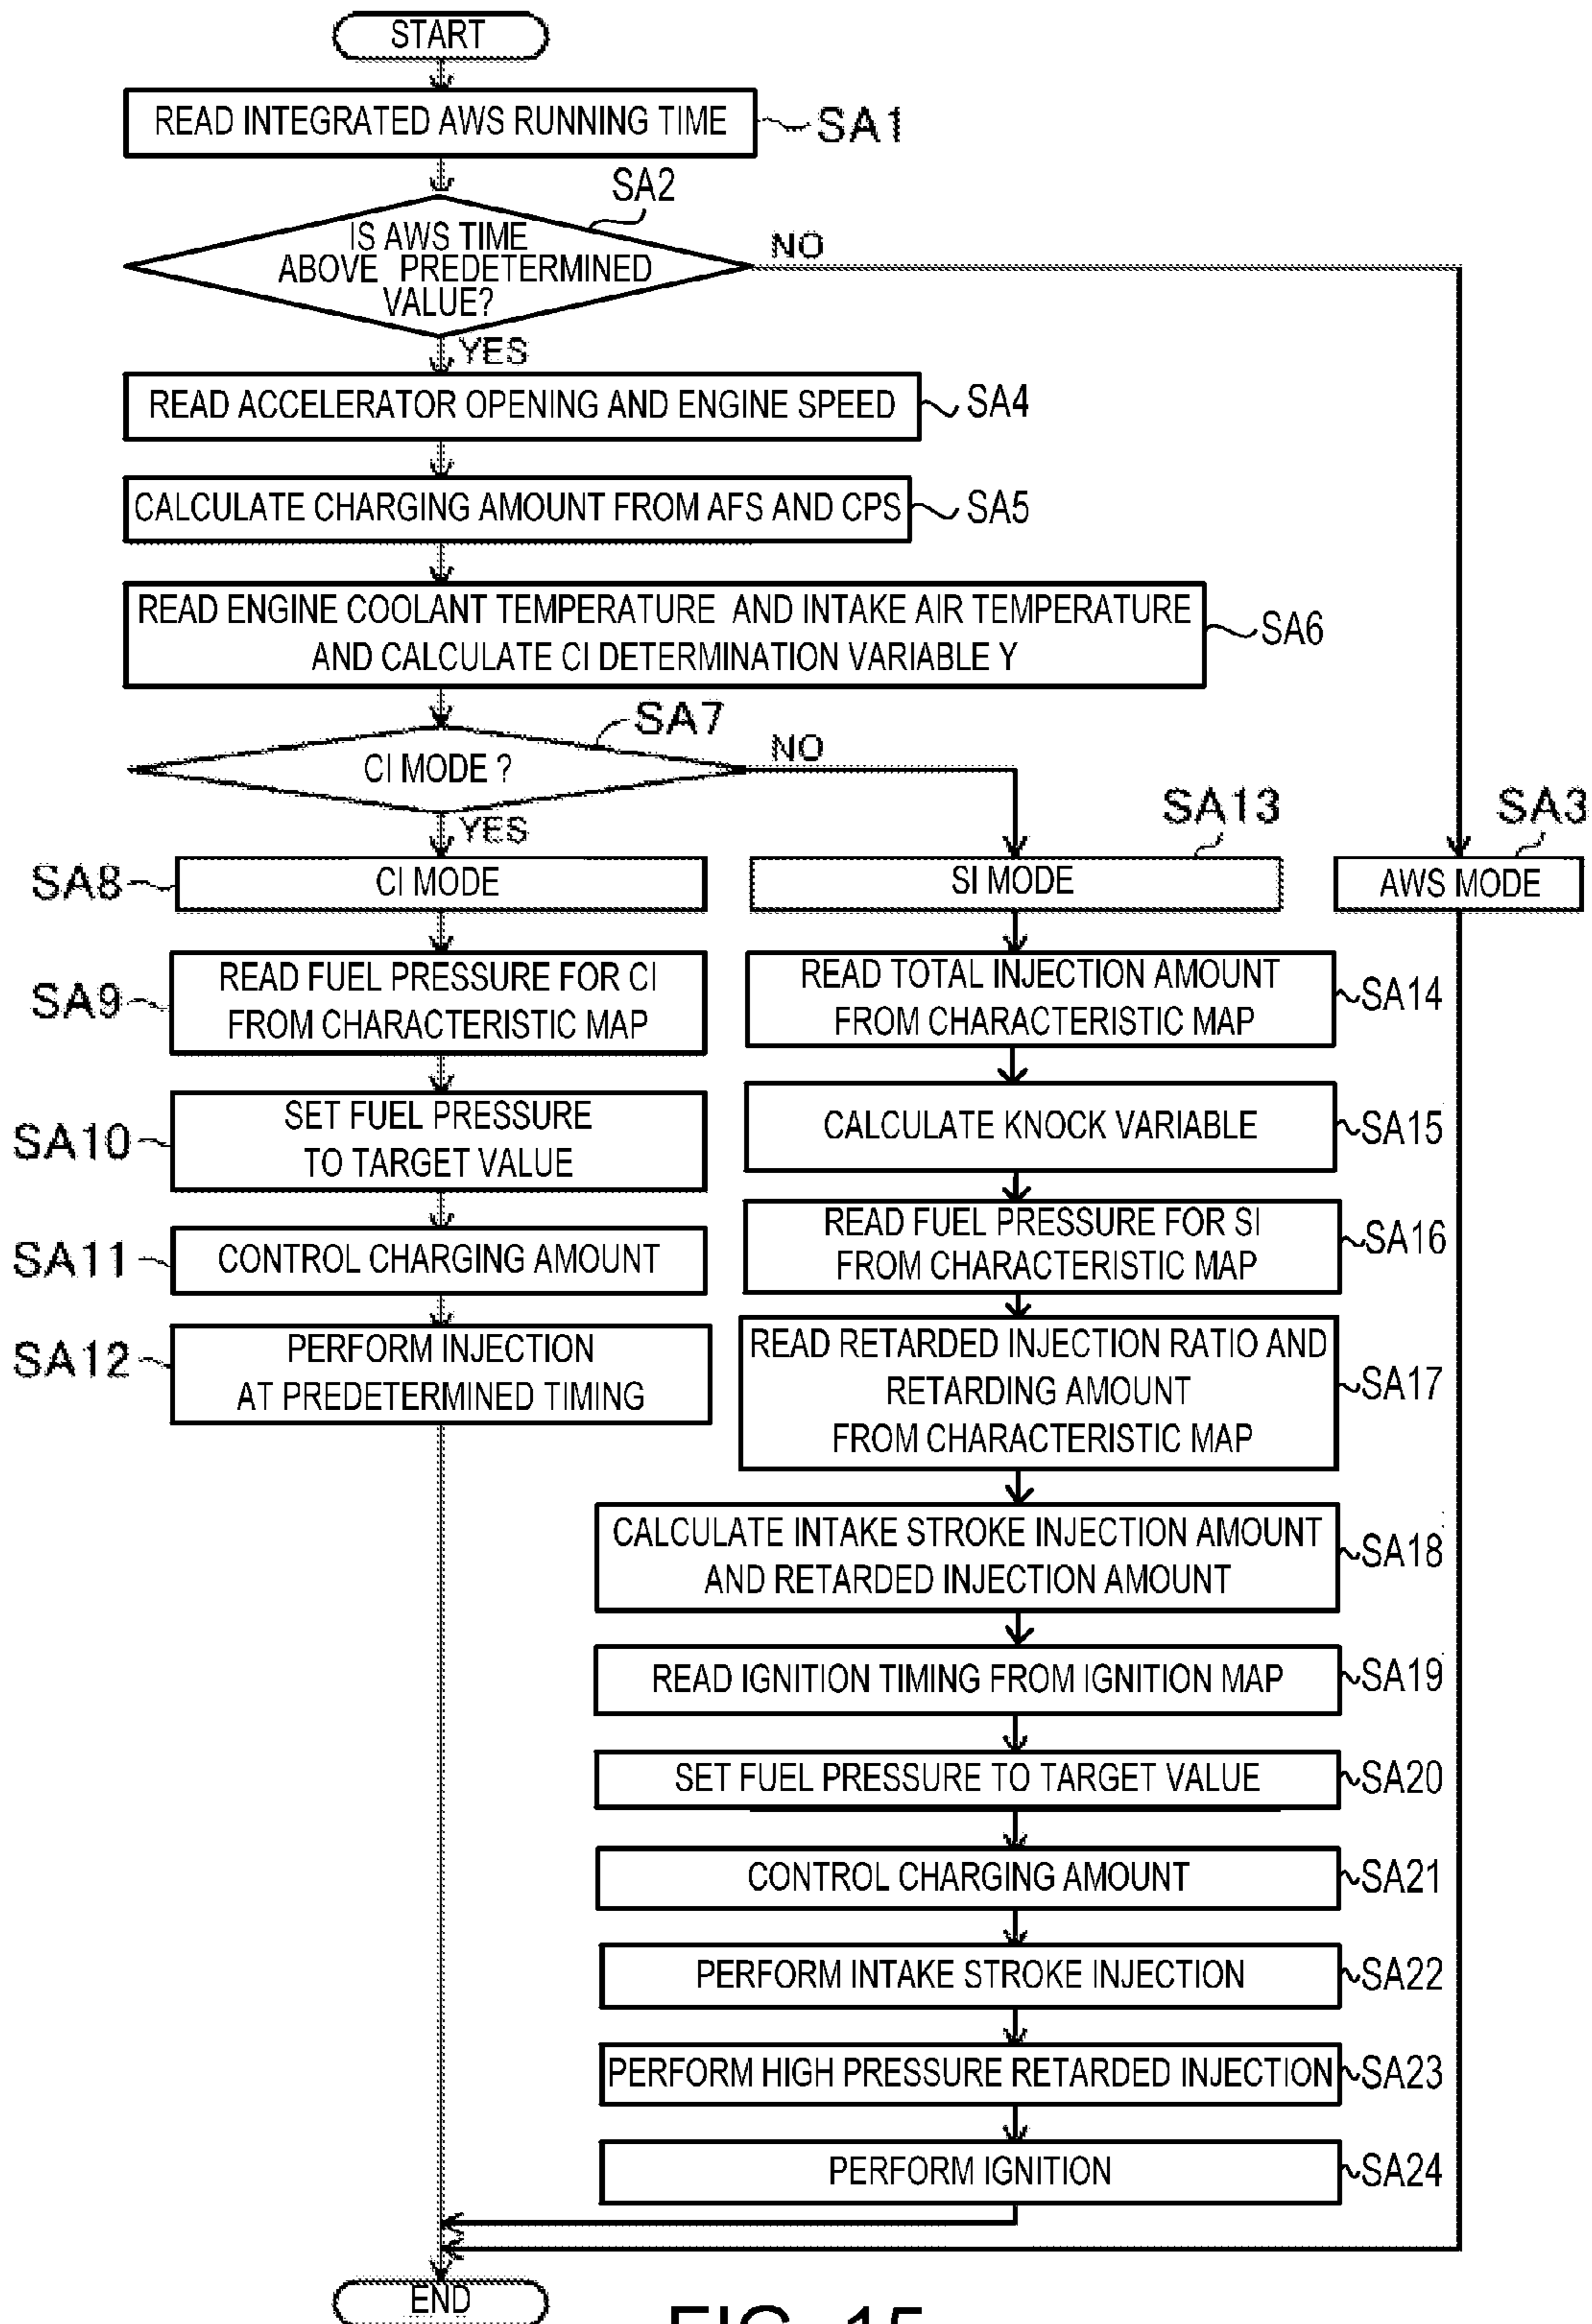 START
READ INTEGRATED AWS RUNNING TIME
SA1
SA2
IS AWS TIME
ABOVE PREDETERMINED
VALUE?
NO
YES
READ ACCELERATOR OPENING AND ENGINE SPEED
SA4
CALCULATE CHARGING AMOUNT FROM AFS AND CPS
SA5
READ ENGINE COOLANT TEMPERATURE AND INTAKE AIR TEMPERATURE
AND CALCULATE CI DETERMINATION VARIABLE Y
SA6
SA7
CI MODE ?
NO
YES
SA8
CI MODE
SA13
SI MODE
SA3
AWS MODE
SA9
READ FUEL PRESSURE FOR CI
FROM CHARACTERISTIC MAP
SA10
SET FUEL PRESSURE
TO TARGET VALUE
SA11
CONTROL CHARGING AMOUNT
SA12
PERFORM INJECTION
AT PREDETERMINED TIMING
READ TOTAL INJECTION AMOUNT
FROM CHARACTERISTIC MAP
SA14
CALCULATE KNOCK VARIABLE
SA15
READ FUEL PRESSURE FOR SI
FROM CHARACTERISTIC MAP
SA16
READ RETARDED INJECTION RATIO AND
RETARDING AMOUNT
FROM CHARACTERISTIC MAP
SA17
CALCULATE INTAKE STROKE INJECTION AMOUNT
AND RETARDED INJECTION AMOUNT
SA18
READ IGNITION TIMING FROM IGNITION MAP
SA19
SET FUEL PRESSURE TO TARGET VALUE
SA20
CONTROL CHARGING AMOUNT
SA21
PERFORM INTAKE STROKE INJECTION
SA22
PERFORM HIGH PRESSURE RETARDED INJECTION
SA23
PERFORM IGNITION
SA24
END
FIG. 15